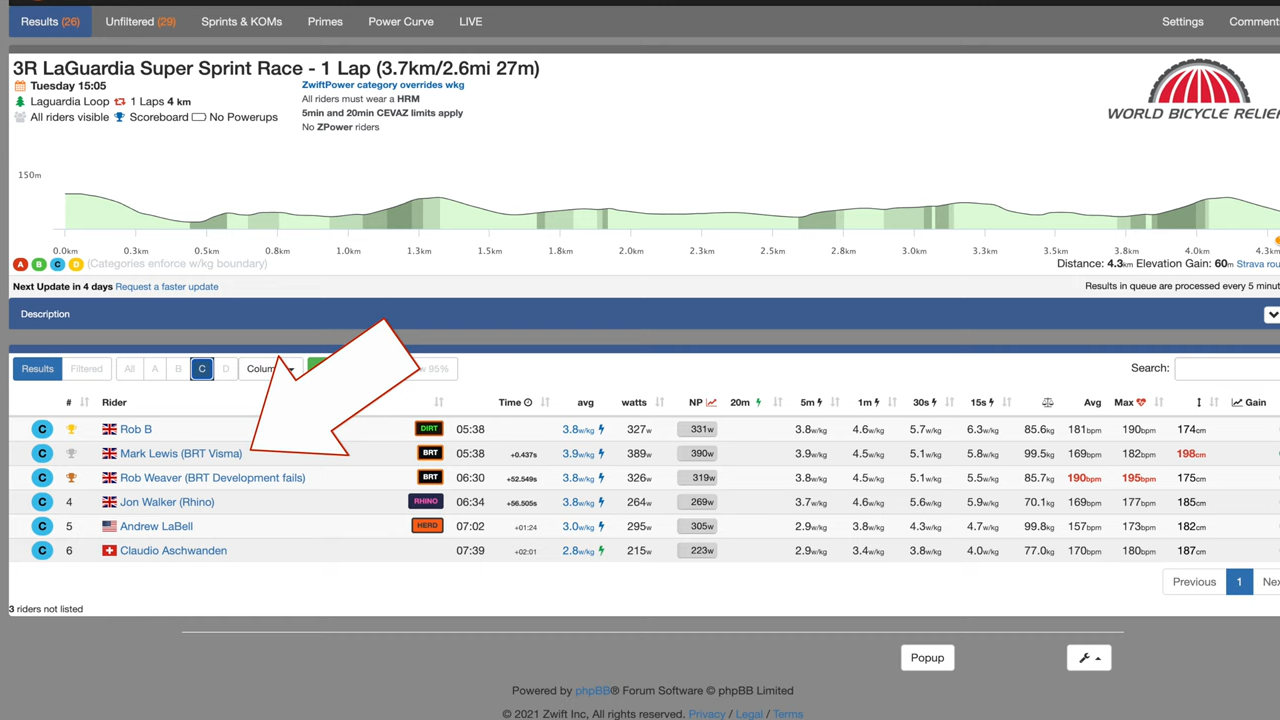 Results (26) Unfiltered (29) Sprints & KOMs Primes Power Curve LIVE Settings Comment
3R LaGuardia Super Sprint Race - 1 Lap (3.7km/2.6mi 27m)
Tuesday 15:05 ZwiftPower category overrides wkg
Laguardia Loop 1 Laps 4 km All riders must wear a HRM
All riders visible Scoreboard No Powerups 5min and 20min CEVAZ limits apply
No ZPower riders
WORLD BICYCLE RELIEF
150m
0.0km 0.3km 0.5km 0.8km 1.0km 1.3km 1.5km 1.7km 2.0km 2.3km 2.5km 2.8km 3.0km 3.3km 3.5km 3.8km 4.0km 4.3km
A B C D (Categories enforce w/kg boundary) Distance: 4.3km Elevation Gain: 60m Strava rou
Next Update in 4 days Request a faster update Results in queue are processed every 5 minut
Description
Results Filtered All A B C D Colum 95% Search:
# Rider Time avg watts NP 20m 5m 1m 30s 15s Avg Max Gain
C Rob B DIRT 05:38 3.8w/kg 327w 331w 3.8w/kg 4.6w/kg 5.7w/kg 6.3w/kg 85.6kg 181bpm 190bpm 174cm
C Mark Lewis (BRT Visma) BRT 05:38 +0.437s 3.9w/kg 389w 390w 3.9w/kg 4.6w/kg 5.4w/kg 5.8w/kg 99.5kg 169bpm 182bpm 198cm
C Rob Weaver (BRT Development fails) BRT 06:30 +52.549s 3.8w/kg 326w 319w 3.8w/kg 4.5w/kg 5.1w/kg 5.5w/kg 85.7kg 190bpm 195bpm 175cm
C 4 Jon Walker (Rhino) RHINO 06:34 +56.505s 3.8w/kg 264w 269w 3.7w/kg 4.6w/kg 5.6w/kg 5.9w/kg 70.1kg 169bpm 177bpm 185cm
C 5 Andrew LaBell HERD 07:02 +01:24 3.0w/kg 295w 305w 2.9w/kg 3.8w/kg 4.3w/kg 4.7w/kg 99.8kg 157bpm 173bpm 182cm
C 6 Claudio Aschwanden 07:39 +02:01 2.8w/kg 215w 223w 2.9w/kg 3.4w/kg 3.8w/kg 4.0w/kg 77.0kg 170bpm 180bpm 187cm
Previous 1 Nex
3 riders not listed
Popup
Powered by phpBB® Forum Software © phpBB Limited
© 2021 Zwift Inc, All rights reserved. Privacy / Legal / Terms